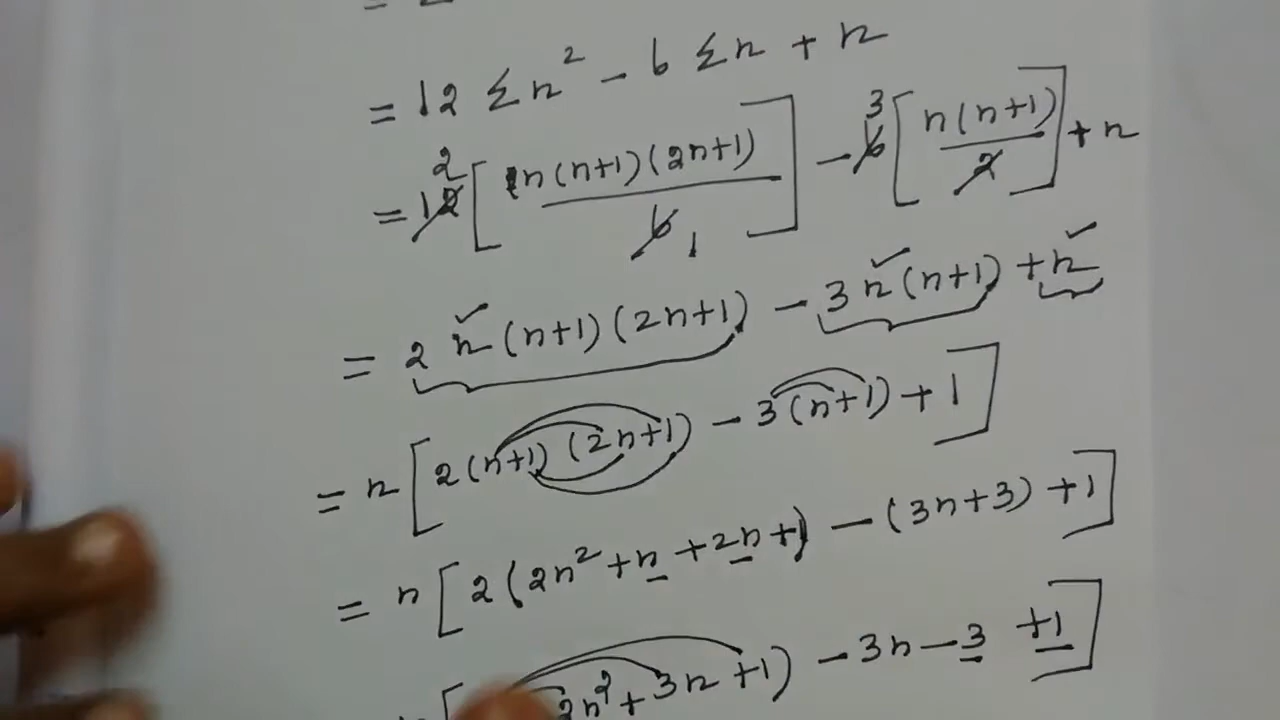 = 12 Σn² - 6 Σn + n
= 12 2 [ n(n+1)(2n+1) / 6 1 ] - 6 3 [ n(n+1) / 2 ] + n
= 2 n (n+1) (2n+1) - 3 n (n+1) + n
= n [ 2 (n+1) (2n+1) - 3 (n+1) + 1 ]
= n [ 2 (2n² + n + 2n + 1) - (3n+3) + 1 ]
[ 2n² + 3n + 1) - 3n - 3 + 1 ]